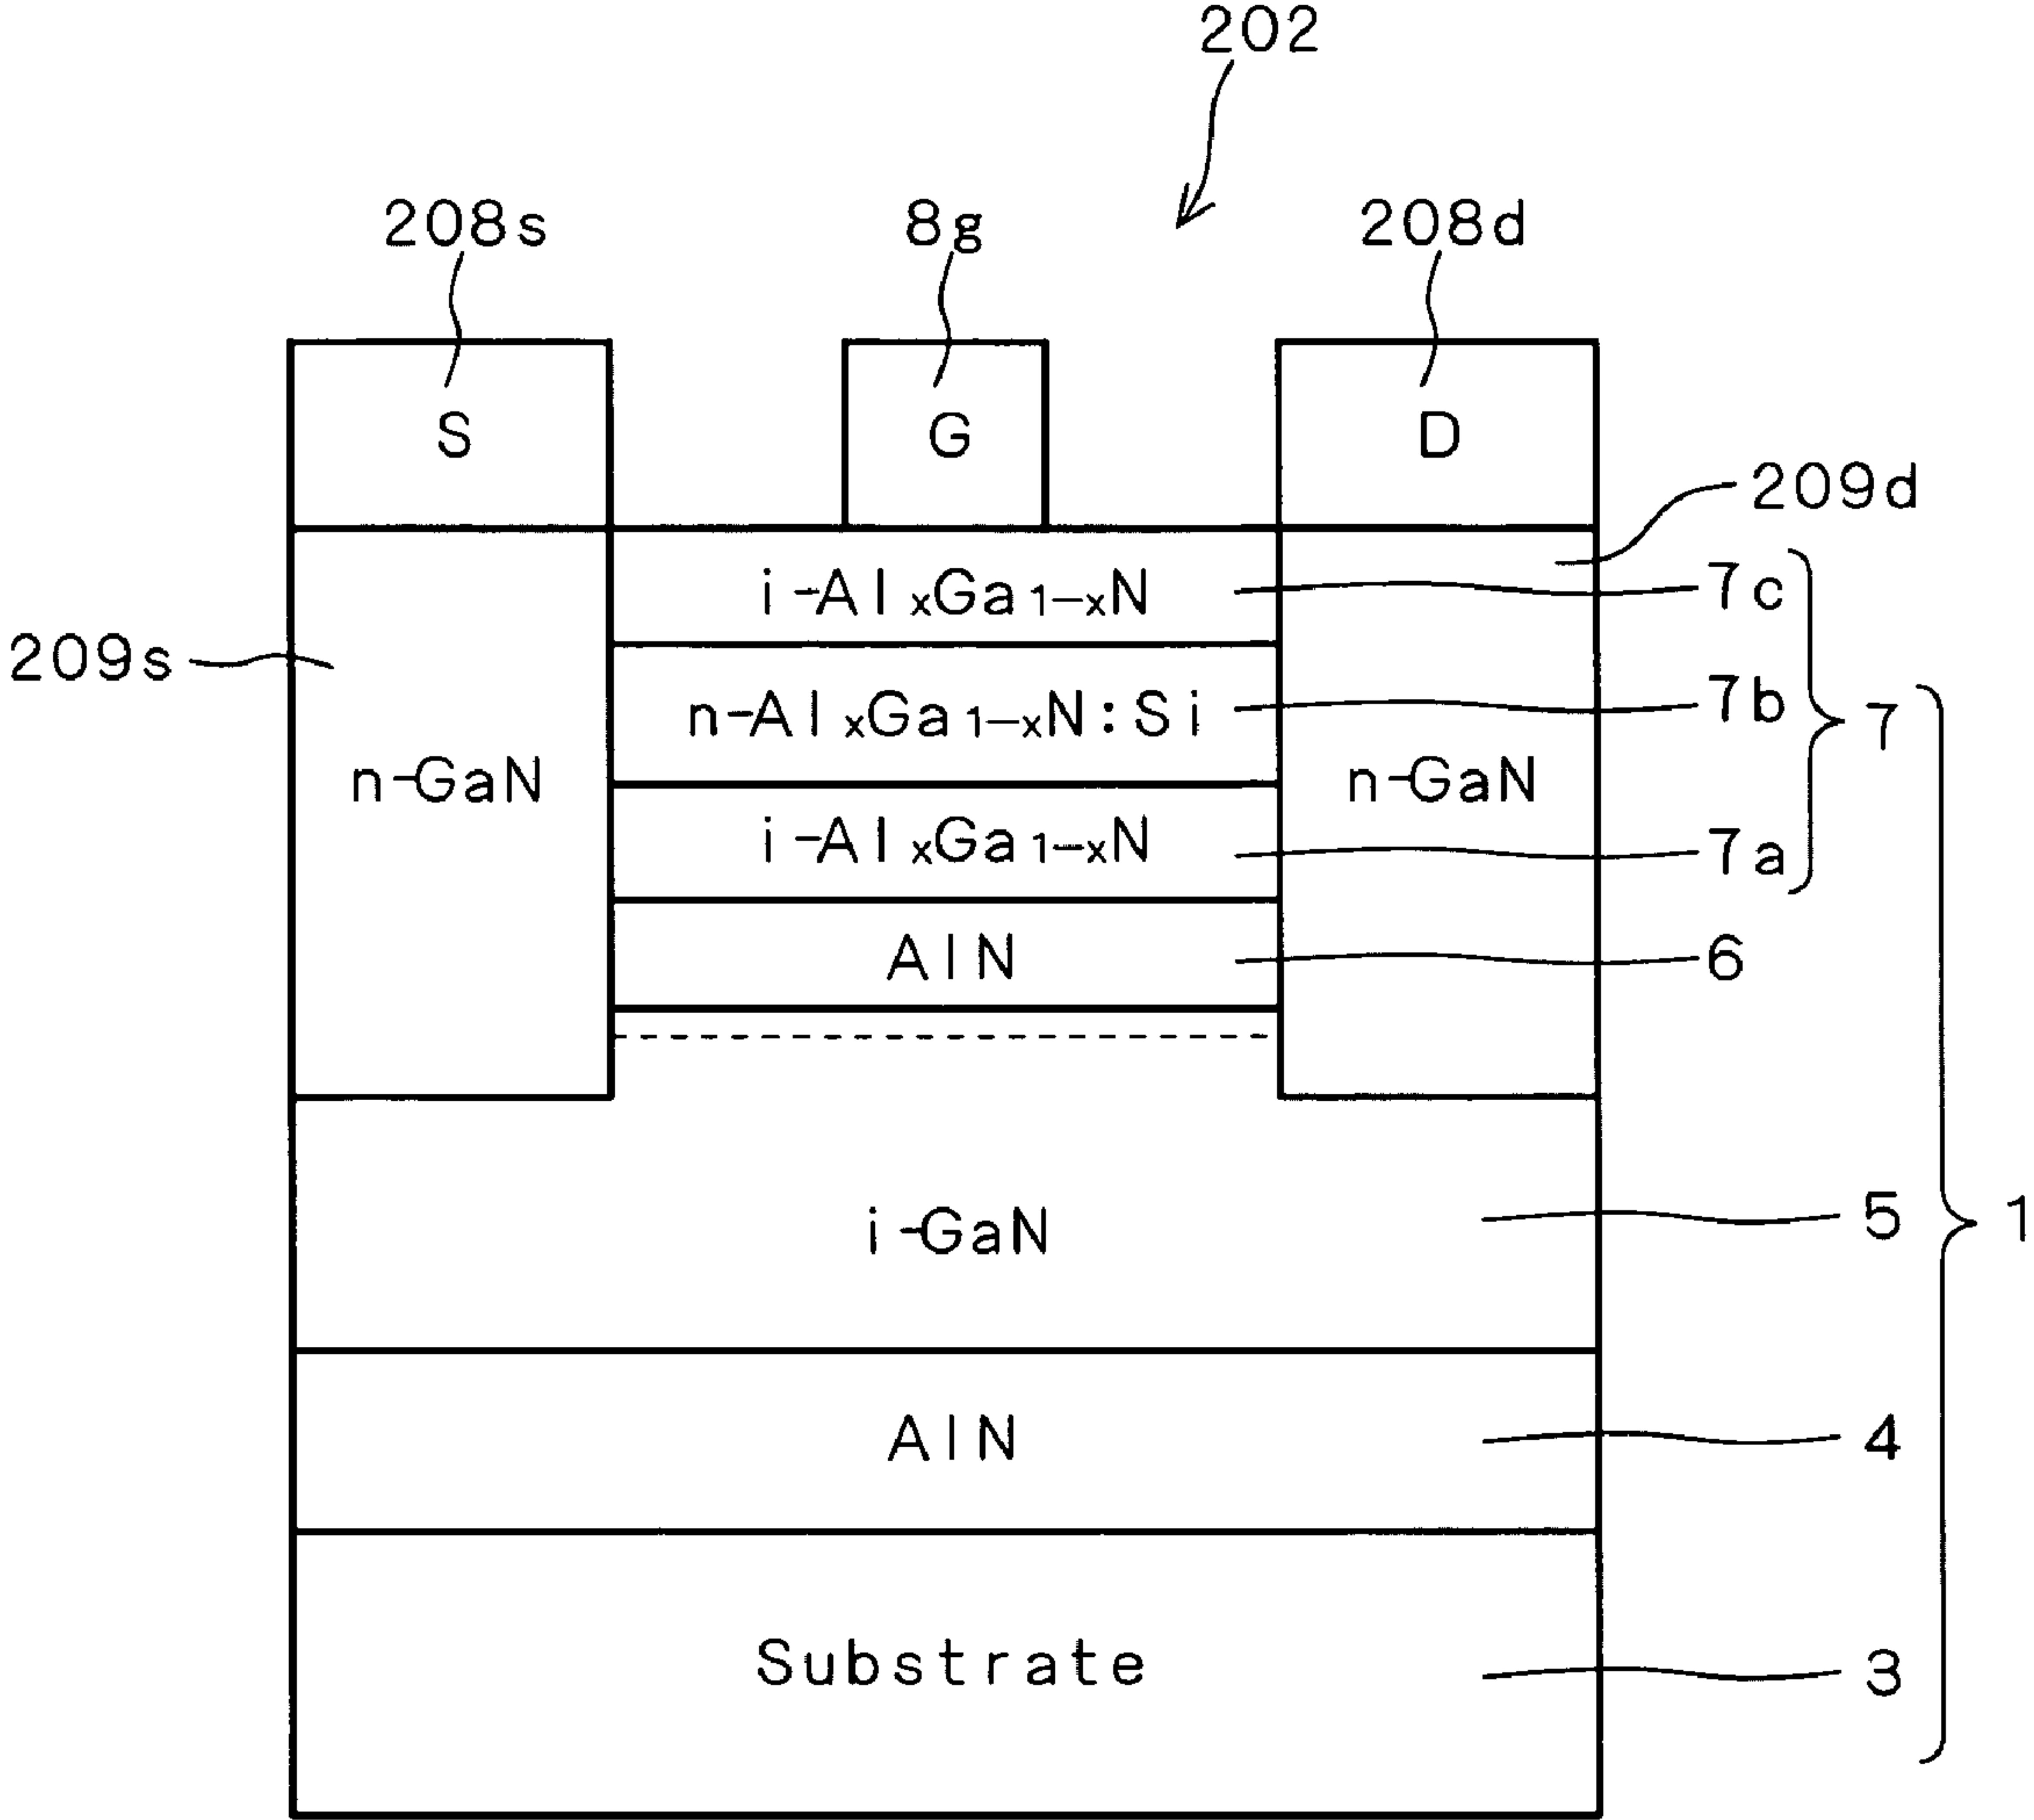 202
208s 8g 208d
S G D
209d
i-AlxGa1-xN 7c
209s
n-AlxGa1-xN:Si 7b
7
n-GaN n-GaN
i-AlxGa1-xN 7a
AlN 6
i-GaN 5
1
AlN 4
Substrate 3